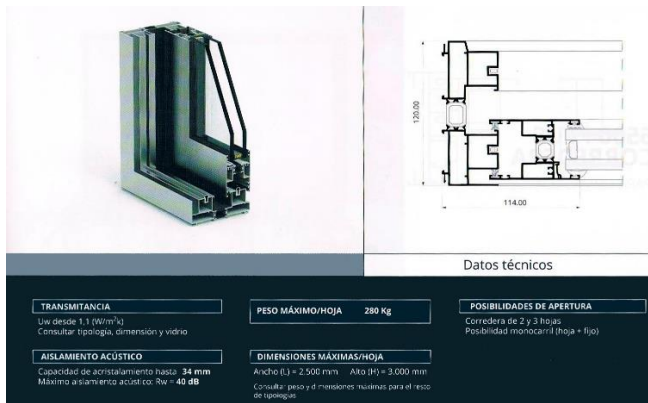 120.00
114.00
Datos técnicos
TRANSMITANCIA
Uw desde 1,1 (W/m²k)
Consultar tipología, dimensión y vidrio
AISLAMIENTO ACÚSTICO
Capacidad de acristalamiento hasta 34 mm
Máximo aislamiento acústico: Rw = 40 dB
PESO MÁXIMO/HOJA 280 Kg
DIMENSIONES MÁXIMAS/HOJA
Ancho (L) = 2.500 mm Alto (H) = 3.000 mm
Consultar peso y dimensiones máximas para el resto
de tipologías
POSIBILIDADES DE APERTURA
Corredera de 2 y 3 hojas
Posibilidad monocarril (hoja + fijo)